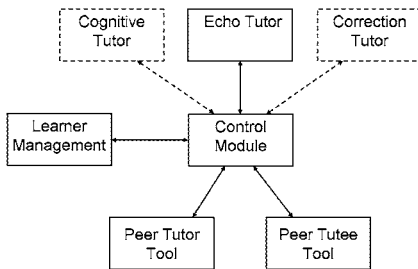 Cognitive
Tutor
Echo Tutor
Correction
Tutor
Learner
Management
Control
Module
Peer Tutor
Tool
Peer Tutee
Tool